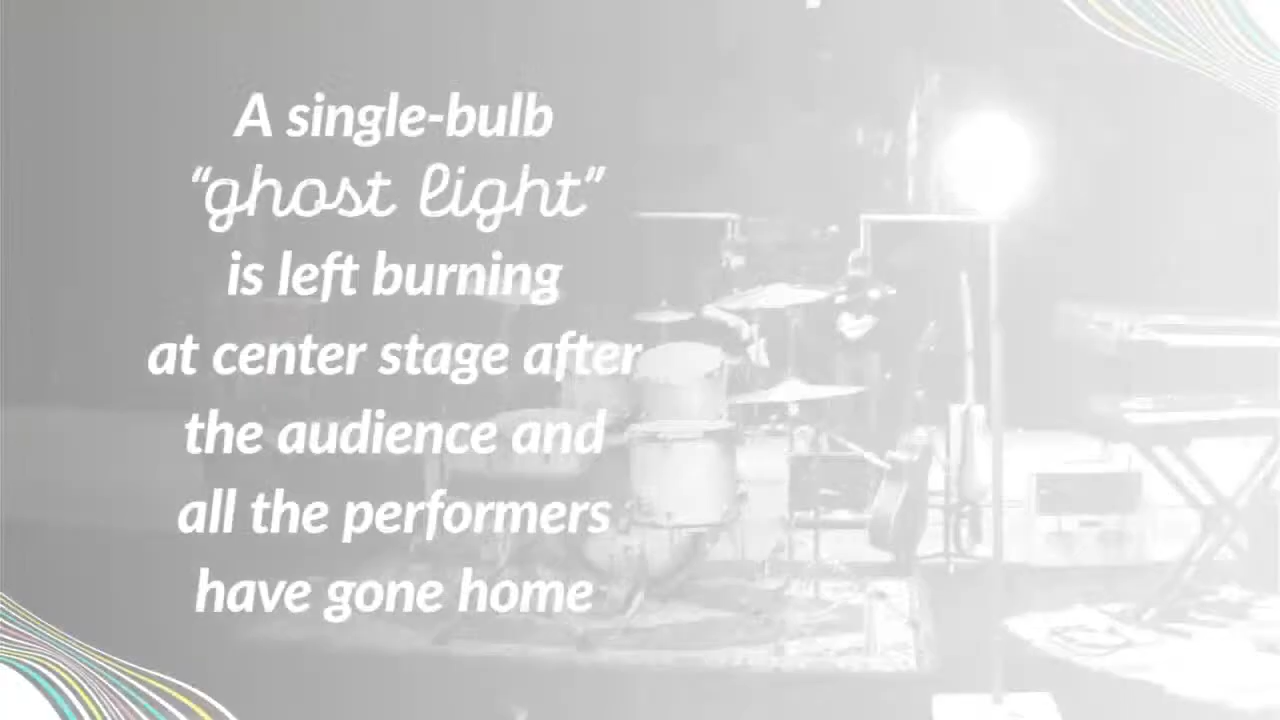 A single-bulb
“ghost light”
is left burning
at center stage after
the audience and
all the performers
have gone home